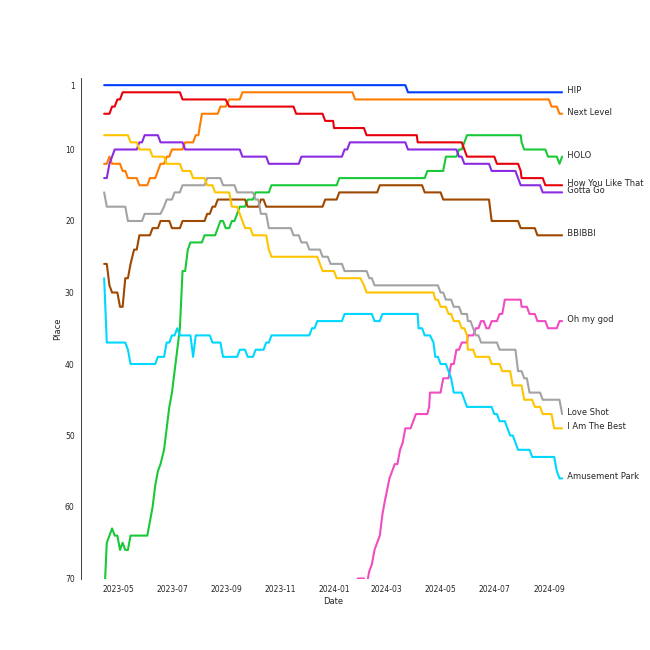 1
10
20
30
40
50
60
70
Place
2023-05 2023-07 2023-09 2023-11 2024-01 2024-03 2024-05 2024-07 2024-09
Date
HIP
Next Level
HOLO
How You Like That
Gotta Go
BBIBBI
Oh my god
Love Shot
I Am The Best
Amusement Park